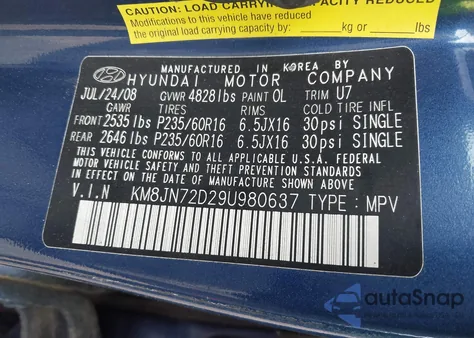 CAUTION: LOAD CARRYING CAPACITY REDUCED
Modifications to this vehicle have reduced
the original load carrying capacity by: kg or lbs
MANUFACTURED IN KOREA BY
HYUNDAI MOTOR COMPANY
JUL/24/08 GVWR 4828lbs PAINT OL TRIM U7
GAWR TIRES RIMS COLD TIRE INFL.
FRONT 2535lbs P235/60R16 6.5JX16 30psi SINGLE
REAR 2646lbs P235/60R16 6.5JX16 30psi SINGLE
THIS VEHICLE CONFORMS TO ALL APPLICABLE U.S.A. FEDERAL
MOTOR VEHICLE SAFETY AND THEFT PREVENTION STANDARDS
IN EFFECT ON THE DATE OF MANUFACTURE SHOWN ABOVE.
V.I.N KM8JN72D29U980637 TYPE: MPV
autoSnap